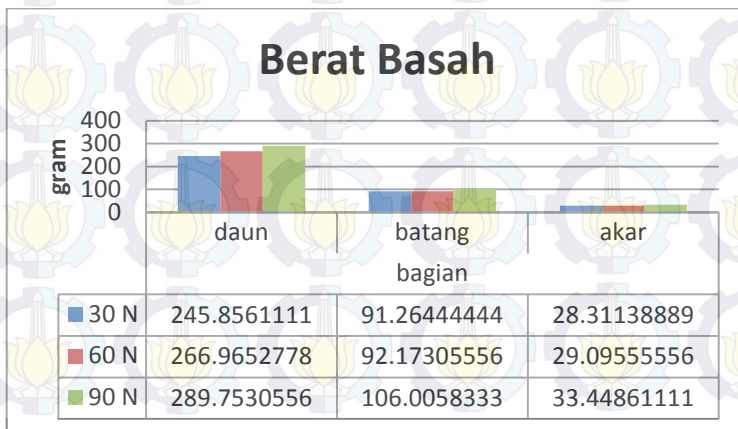 Berat Basah
400
300
200
100
0
gram
daun batang akar
bagian
30 N 245.8561111 91.26444444 28.31138889
60 N 266.9652778 92.17305556 29.09555556
90 N 289.7530556 106.0058333 33.44861111